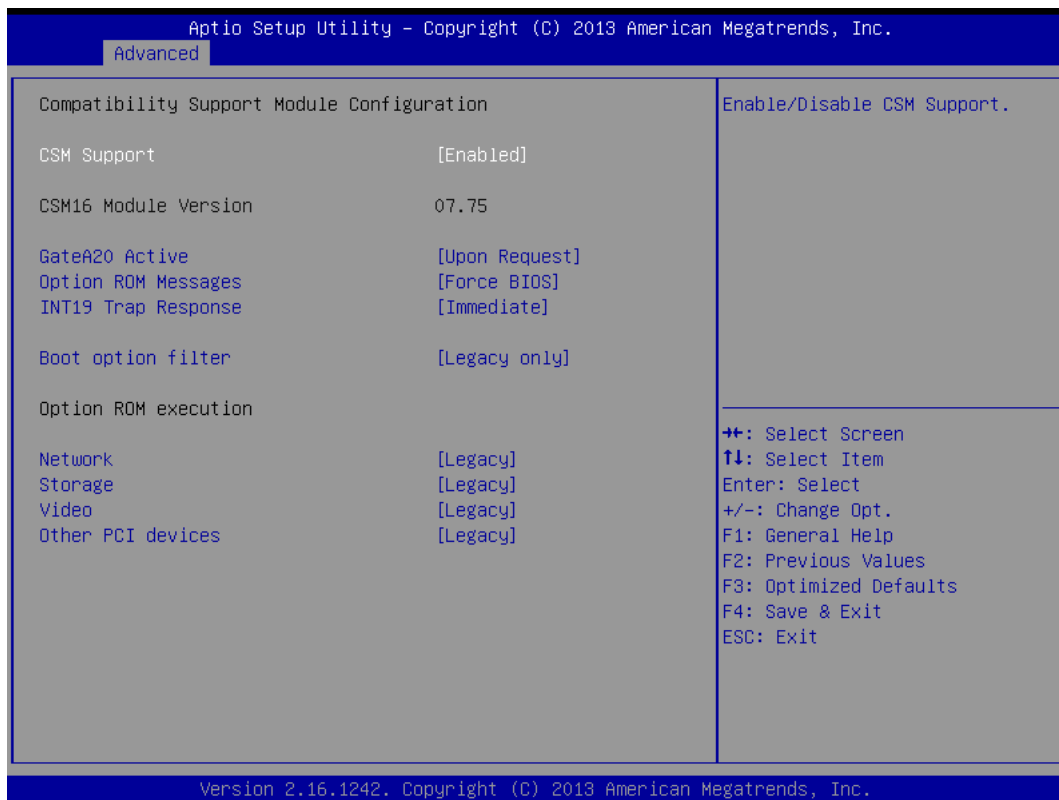 Aptio Setup Utility – Copyright (C) 2013 American Megatrends, Inc.
Advanced
Compatibility Support Module Configuration
CSM Support [Enabled]
CSM16 Module Version 07.75
GateA20 Active [Upon Request]
Option ROM Messages [Force BIOS]
INT19 Trap Response [Immediate]
Boot option filter [Legacy only]
Option ROM execution
Network [Legacy]
Storage [Legacy]
Video [Legacy]
Other PCI devices [Legacy]
Enable/Disable CSM Support.
→←: Select Screen
↑↓: Select Item
Enter: Select
+/-: Change Opt.
F1: General Help
F2: Previous Values
F3: Optimized Defaults
F4: Save & Exit
ESC: Exit
Version 2.16.1242. Copyright (C) 2013 American Megatrends, Inc.